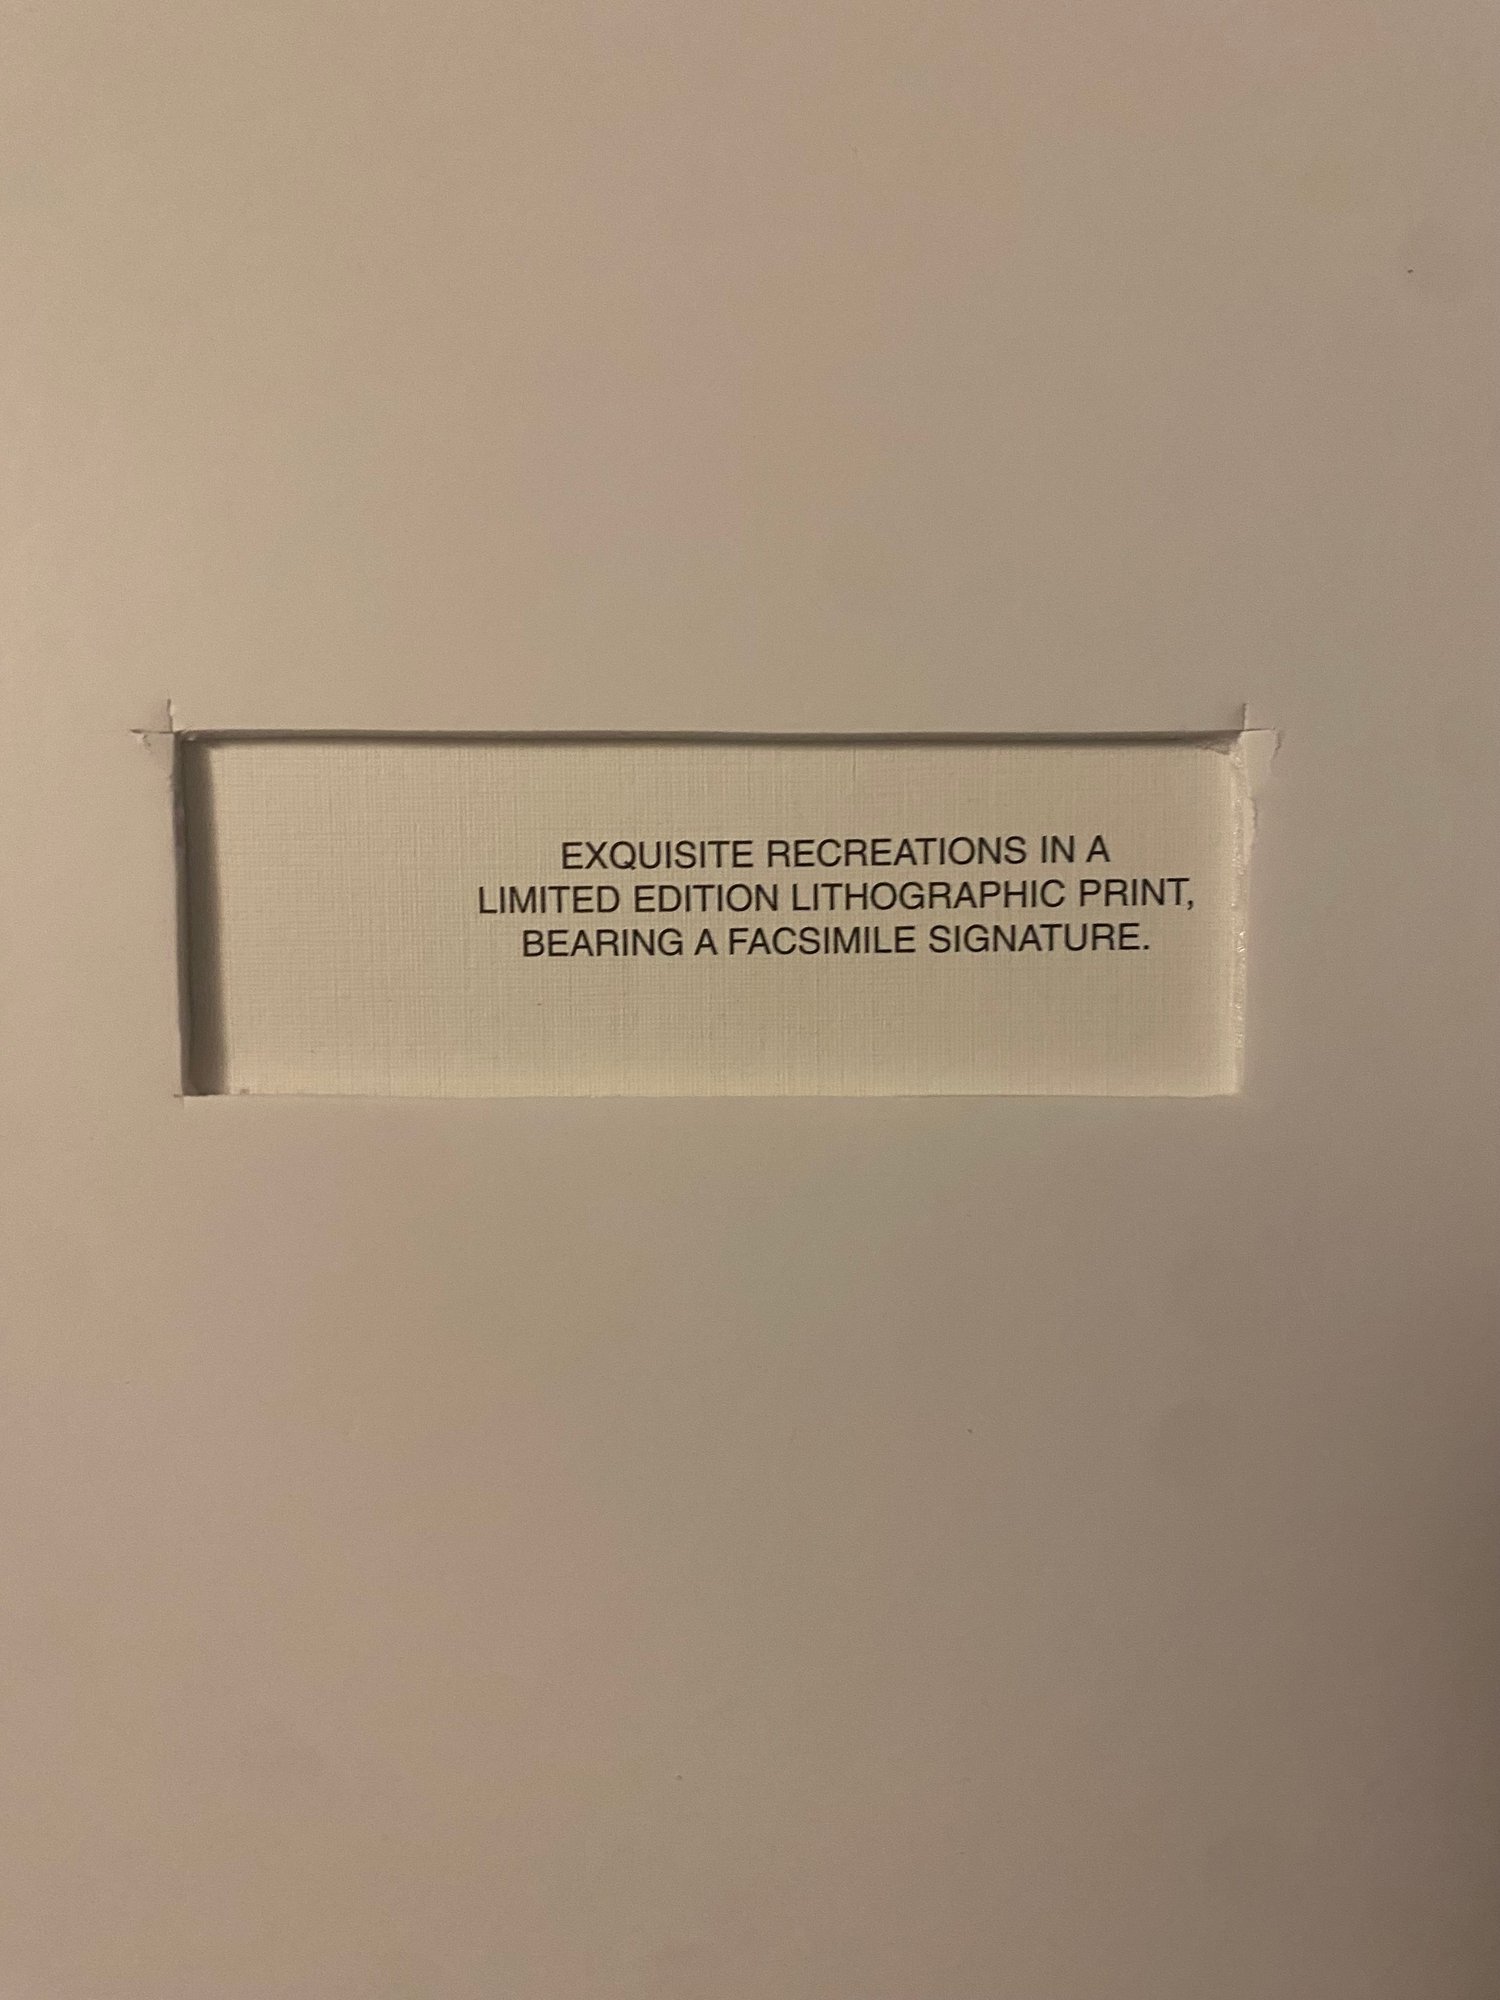 EXQUISITE RECREATIONS IN A
LIMITED EDITION LITHOGRAPHIC PRINT,
BEARING A FACSIMILE SIGNATURE.